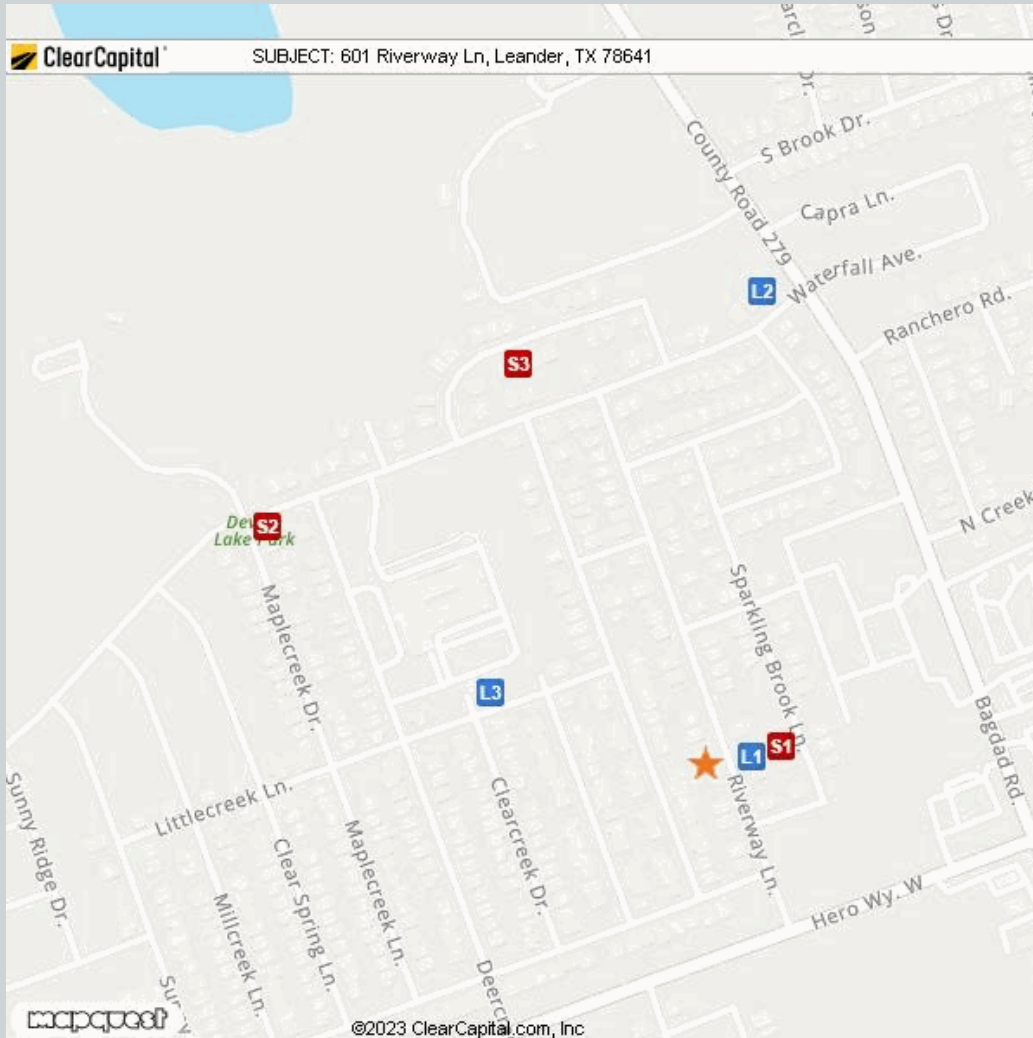 ClearCapital
SUBJECT: 601 Riverway Ln, Leander, TX 78641
Dr.
S Brook Dr.
County Road 279
Capra Ln.
Waterfall Ave.
L2
Ranchero Rd.
S3
N Creek
S2
Lake Park
Maplecreek Dr.
Sparkling Brook Ln.
L3
Bagdad Rd.
L1
S1
Riverway Ln.
Littlecreek Ln.
Sunny Ridge Dr.
Clearcreek Dr.
Maplecreek Ln.
Clear Spring Ln.
Millcreek Ln.
Hero Wy. W
mapquest
©2023 ClearCapital.com, Inc